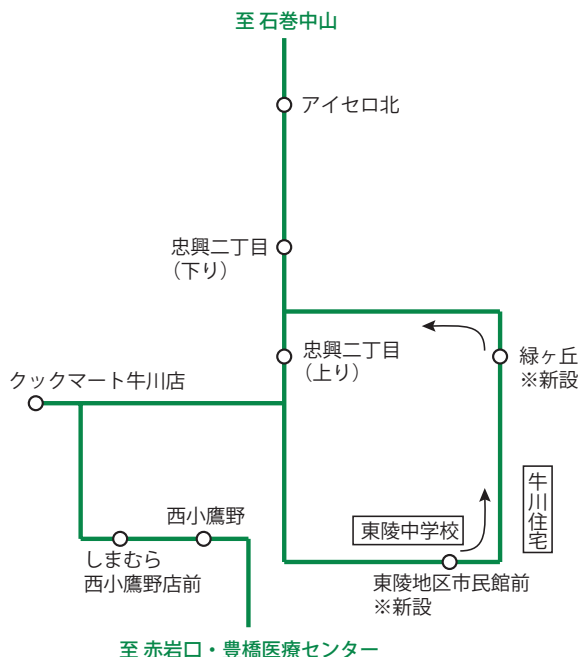 至 石巻中山
アイセロ北
忠興二丁目
（下り）
忠興二丁目
（上り）
緑ヶ丘
※新設
クックマート牛川店
牛川住宅
西小鷹野
東陵中学校
しまむら
西小鷹野店前
東陵地区市民館前
※新設
至 赤岩口・豊橋医療センター